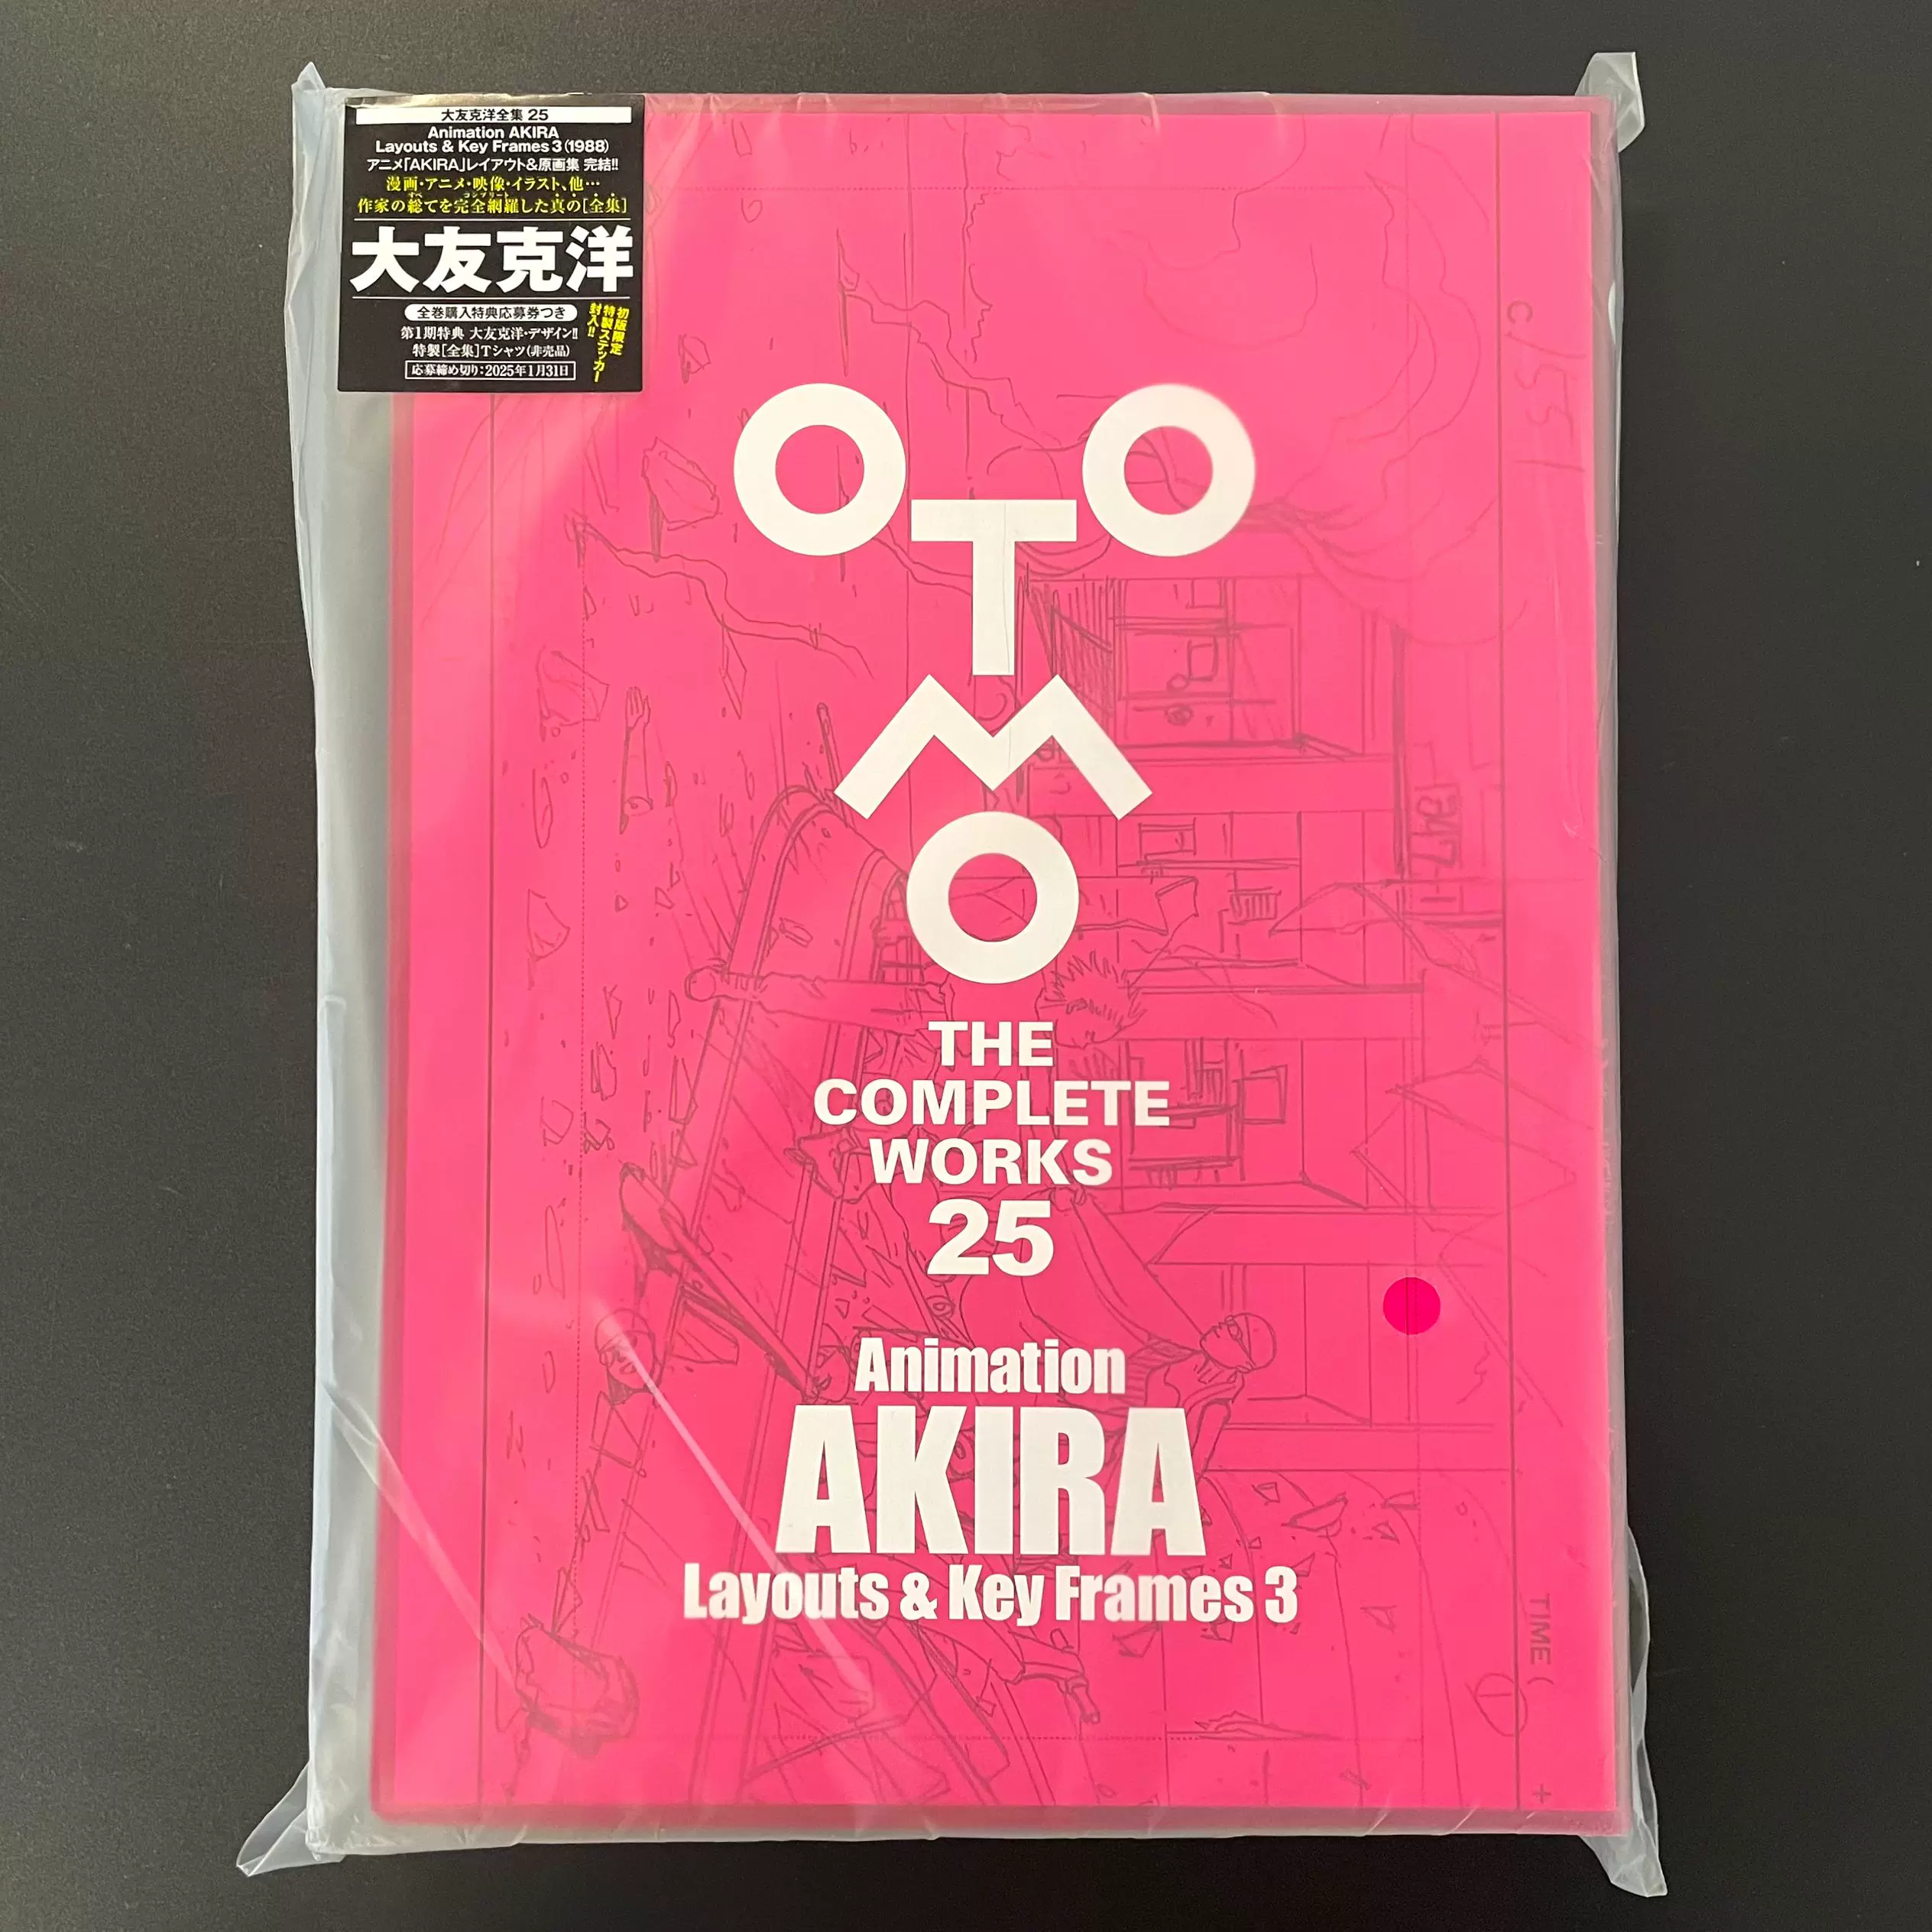 大友克洋全集 25
Animation AKIRA
Layouts & Key Frames 3 (1988)
アニメ「AKIRA」レイアウト&原画集 完結!!
漫画・アニメ・映像・イラスト、他…
作家の総てを完全網羅した真の[全集]
大友克洋
全巻購入特典応募券つき
第1期特典 大友克洋・デザイン!!
特製[全集]Tシャツ(非売品)
応募締め切り:2025年1月31日
初版限定
特製ステッカー
封入!!
OTOMO
THE
COMPLETE
WORKS
25
Animation
AKIRA
Layouts & Key Frames 3
TIME (